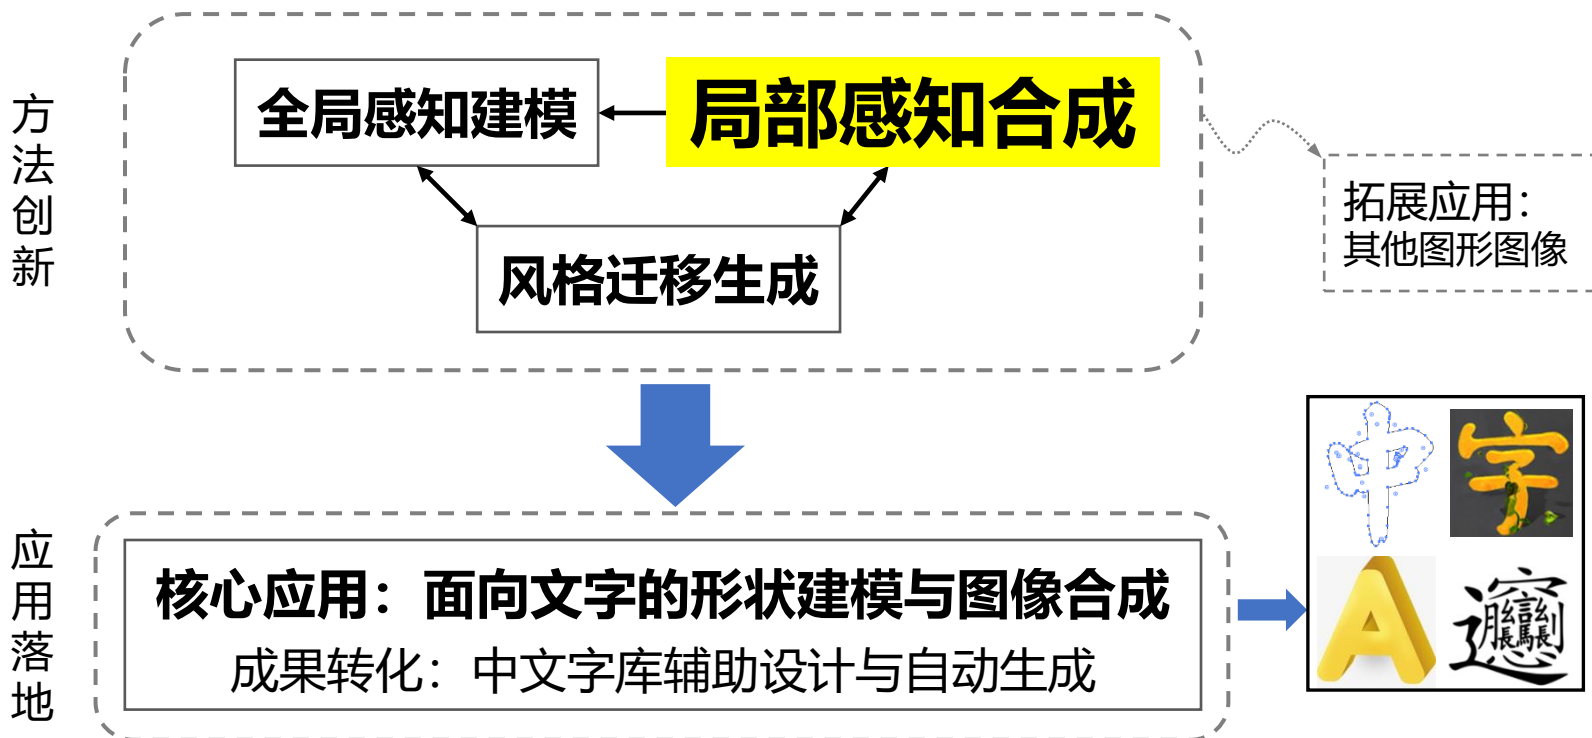 方法创新
全局感知建模
局部感知合成
风格迁移生成
拓展应用：
其他图形图像
应用落地
核心应用：面向文字的形状建模与图像合成
成果转化：中文字库辅助设计与自动生成
中
字
A
𰻞